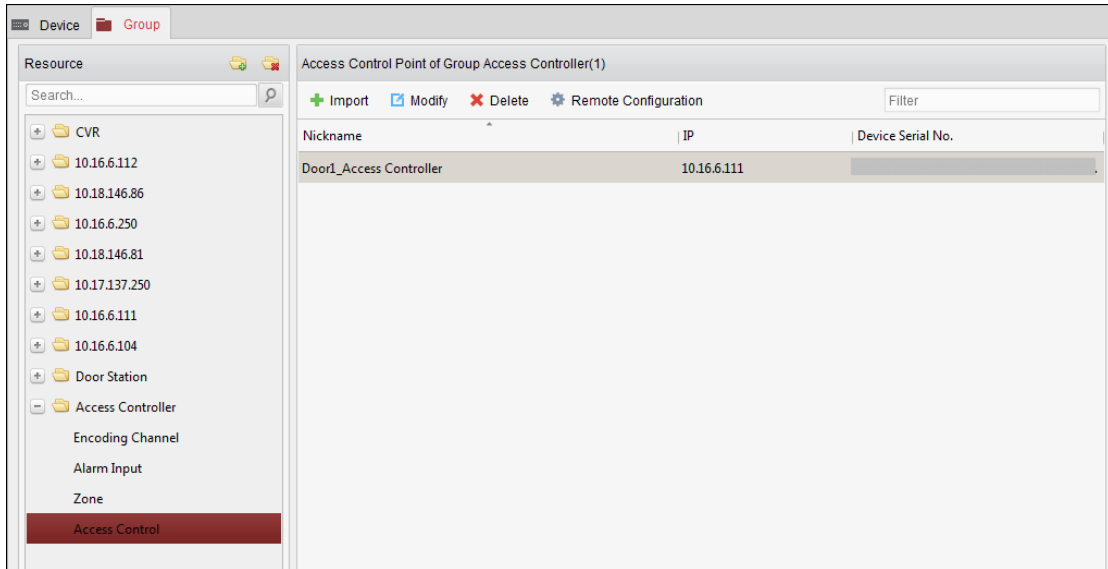 Device Group
Resource
Search...
CVR
10.16.6.112
10.18.146.86
10.16.6.250
10.18.146.81
10.17.137.250
10.16.6.111
10.16.6.104
Door Station
Access Controller
Encoding Channel
Alarm Input
Zone
Access Control
Access Control Point of Group Access Controller(1)
Import Modify Delete Remote Configuration Filter
Nickname IP Device Serial No.
Door1_Access Controller 10.16.6.111